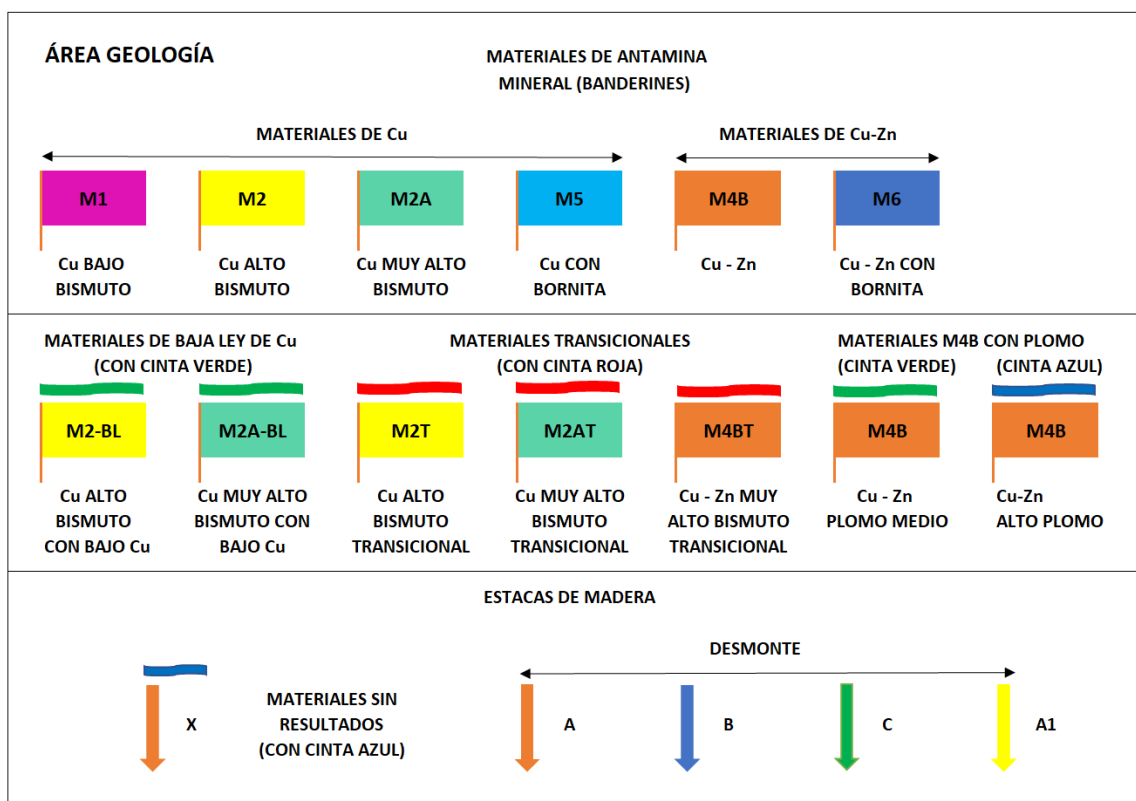 ÁREA GEOLOGÍA
MATERIALES DE ANTAMINA
MINERAL (BANDERINES)
MATERIALES DE Cu
MATERIALES DE Cu-Zn
M1
M2
M2A
M5
M4B
M6
Cu BAJO
BISMUTO
Cu ALTO
BISMUTO
Cu MUY ALTO
BISMUTO
Cu CON
BORNITA
Cu - Zn
Cu - Zn CON
BORNITA
MATERIALES DE BAJA LEY DE Cu
(CON CINTA VERDE)
MATERIALES TRANSICIONALES
(CON CINTA ROJA)
MATERIALES M4B CON PLOMO
(CINTA VERDE)
(CINTA AZUL)
M2-BL
M2A-BL
M2T
M2AT
M4BT
M4B
M4B
Cu ALTO
BISMUTO
CON BAJO Cu
Cu MUY ALTO
BISMUTO CON
BAJO Cu
Cu ALTO
BISMUTO
TRANSICIONAL
Cu MUY ALTO
BISMUTO
TRANSICIONAL
Cu - Zn MUY
ALTO BISMUTO
TRANSICIONAL
Cu - Zn
PLOMO MEDIO
Cu-Zn
ALTO PLOMO
ESTACAS DE MADERA
DESMONTE
X
MATERIALES SIN
RESULTADOS
(CON CINTA AZUL)
A
B
C
A1